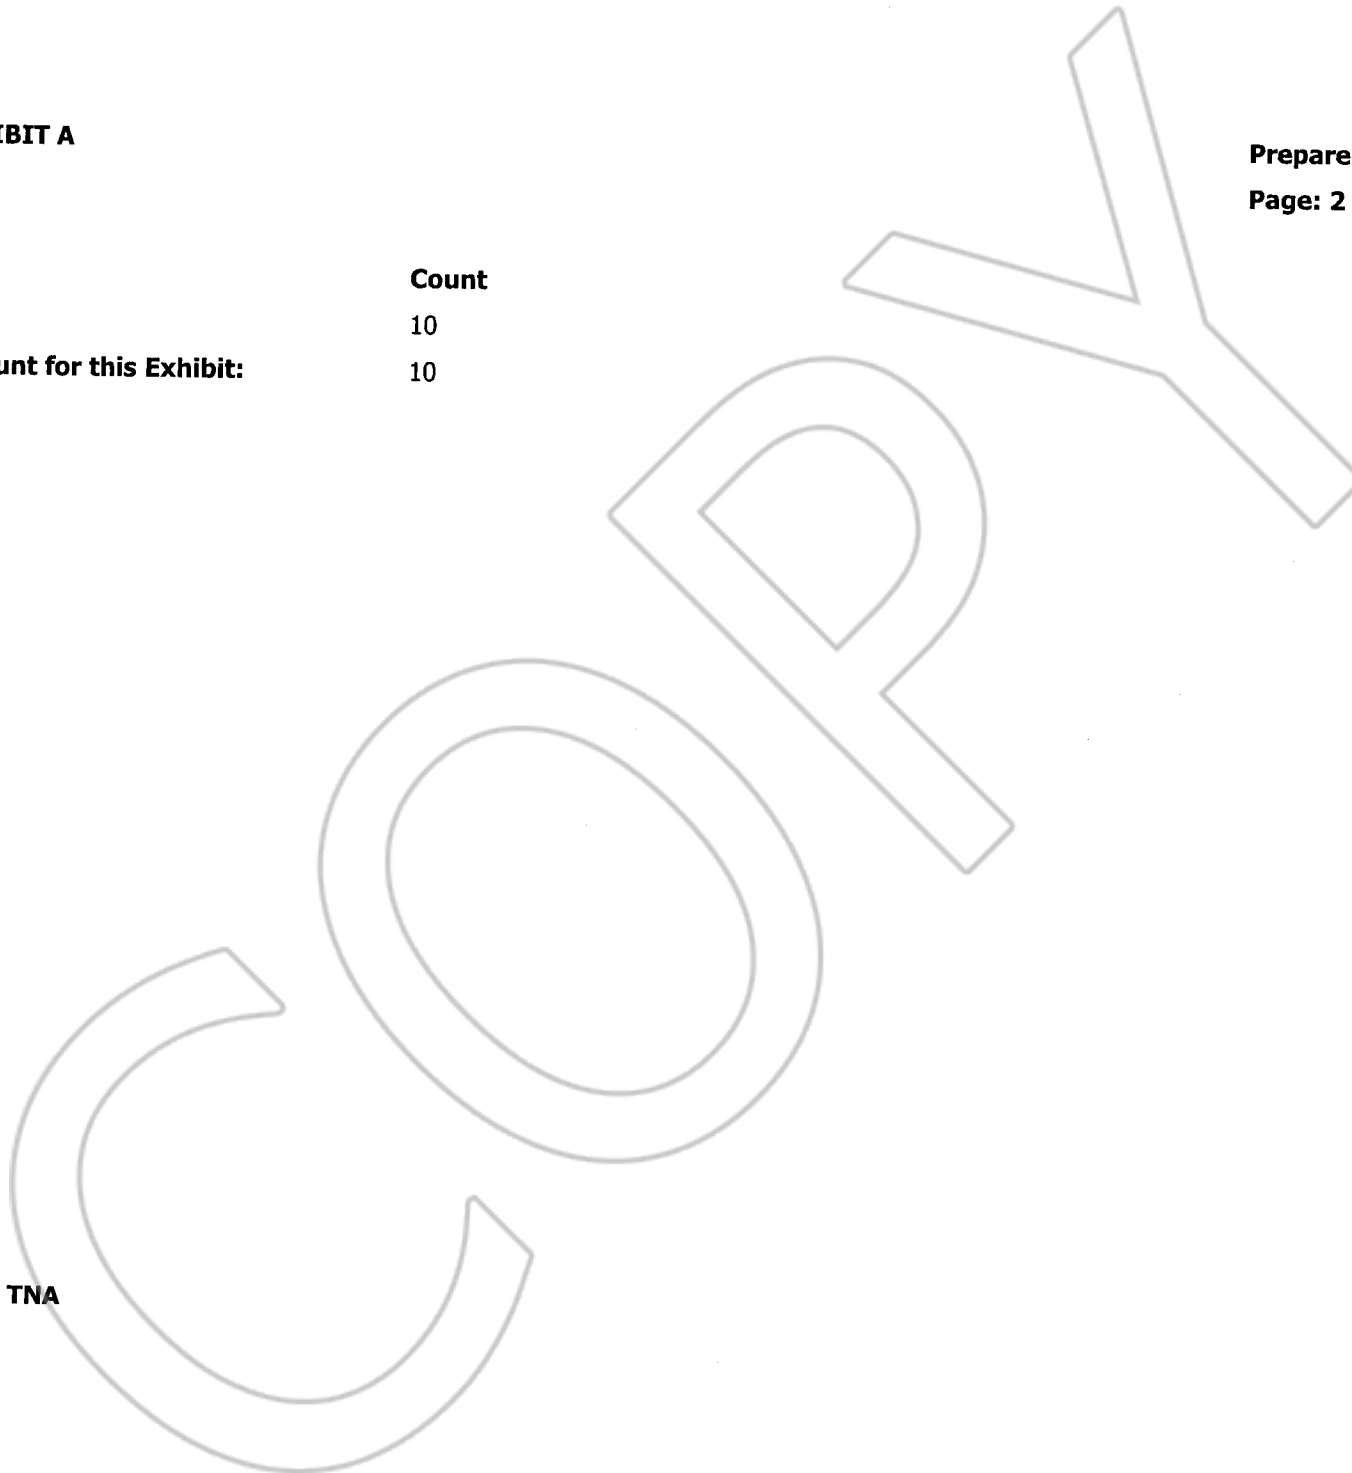 IBIT A
Prepare
Page: 2
Count
10
unt for this Exhibit: 10
TNA
COPY